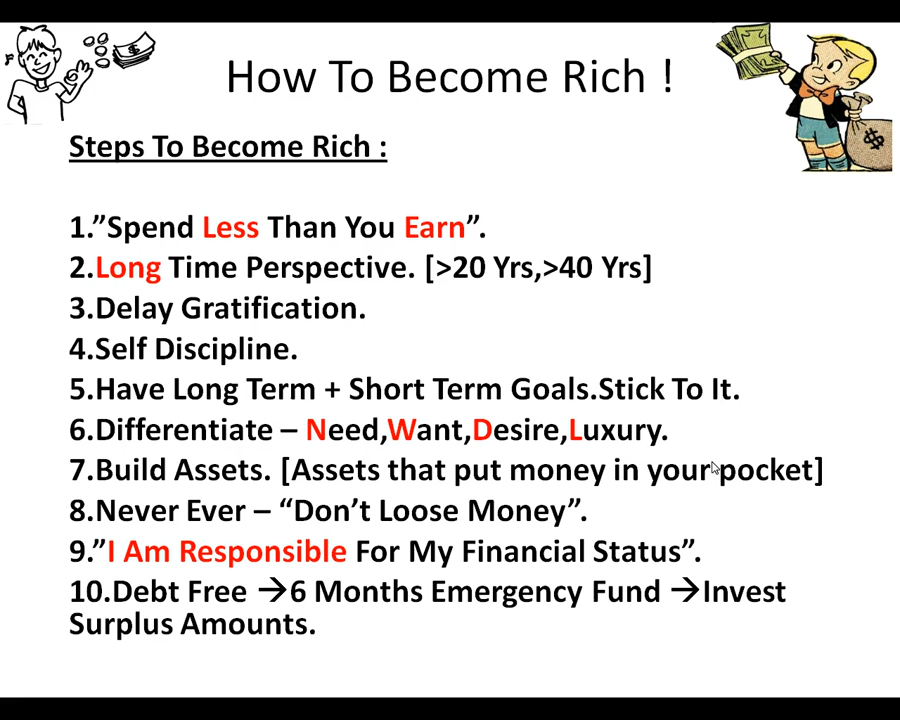 How To Become Rich !
Steps To Become Rich :
1.”Spend Less Than You Earn”.
2.Long Time Perspective. [>20 Yrs,>40 Yrs]
3.Delay Gratification.
4.Self Discipline.
5.Have Long Term + Short Term Goals.Stick To It.
6.Differentiate – Need,Want,Desire,Luxury.
7.Build Assets. [Assets that put money in your pocket]
8.Never Ever – “Don’t Loose Money”.
9.”I Am Responsible For My Financial Status”.
10.Debt Free →6 Months Emergency Fund →Invest
Surplus Amounts.